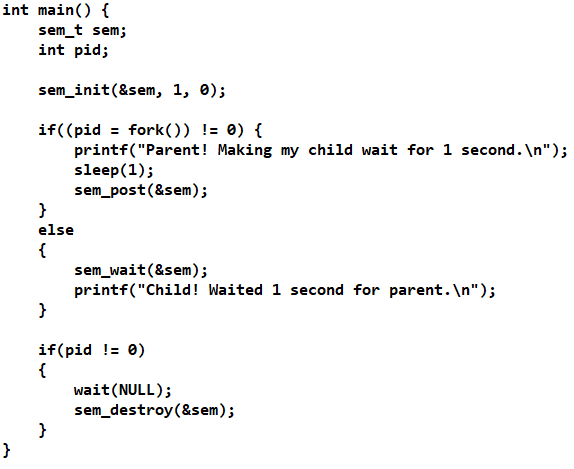 int main() {
    sem_t sem;
    int pid;

    sem_init(&sem, 1, 0);

    if((pid = fork()) != 0) {
        printf("Parent! Making my child wait for 1 second.\n");
        sleep(1);
        sem_post(&sem);
    }
    else
    {
        sem_wait(&sem);
        printf("Child! Waited 1 second for parent.\n");
    }

    if(pid != 0)
    {
        wait(NULL);
        sem_destroy(&sem);
    }
}